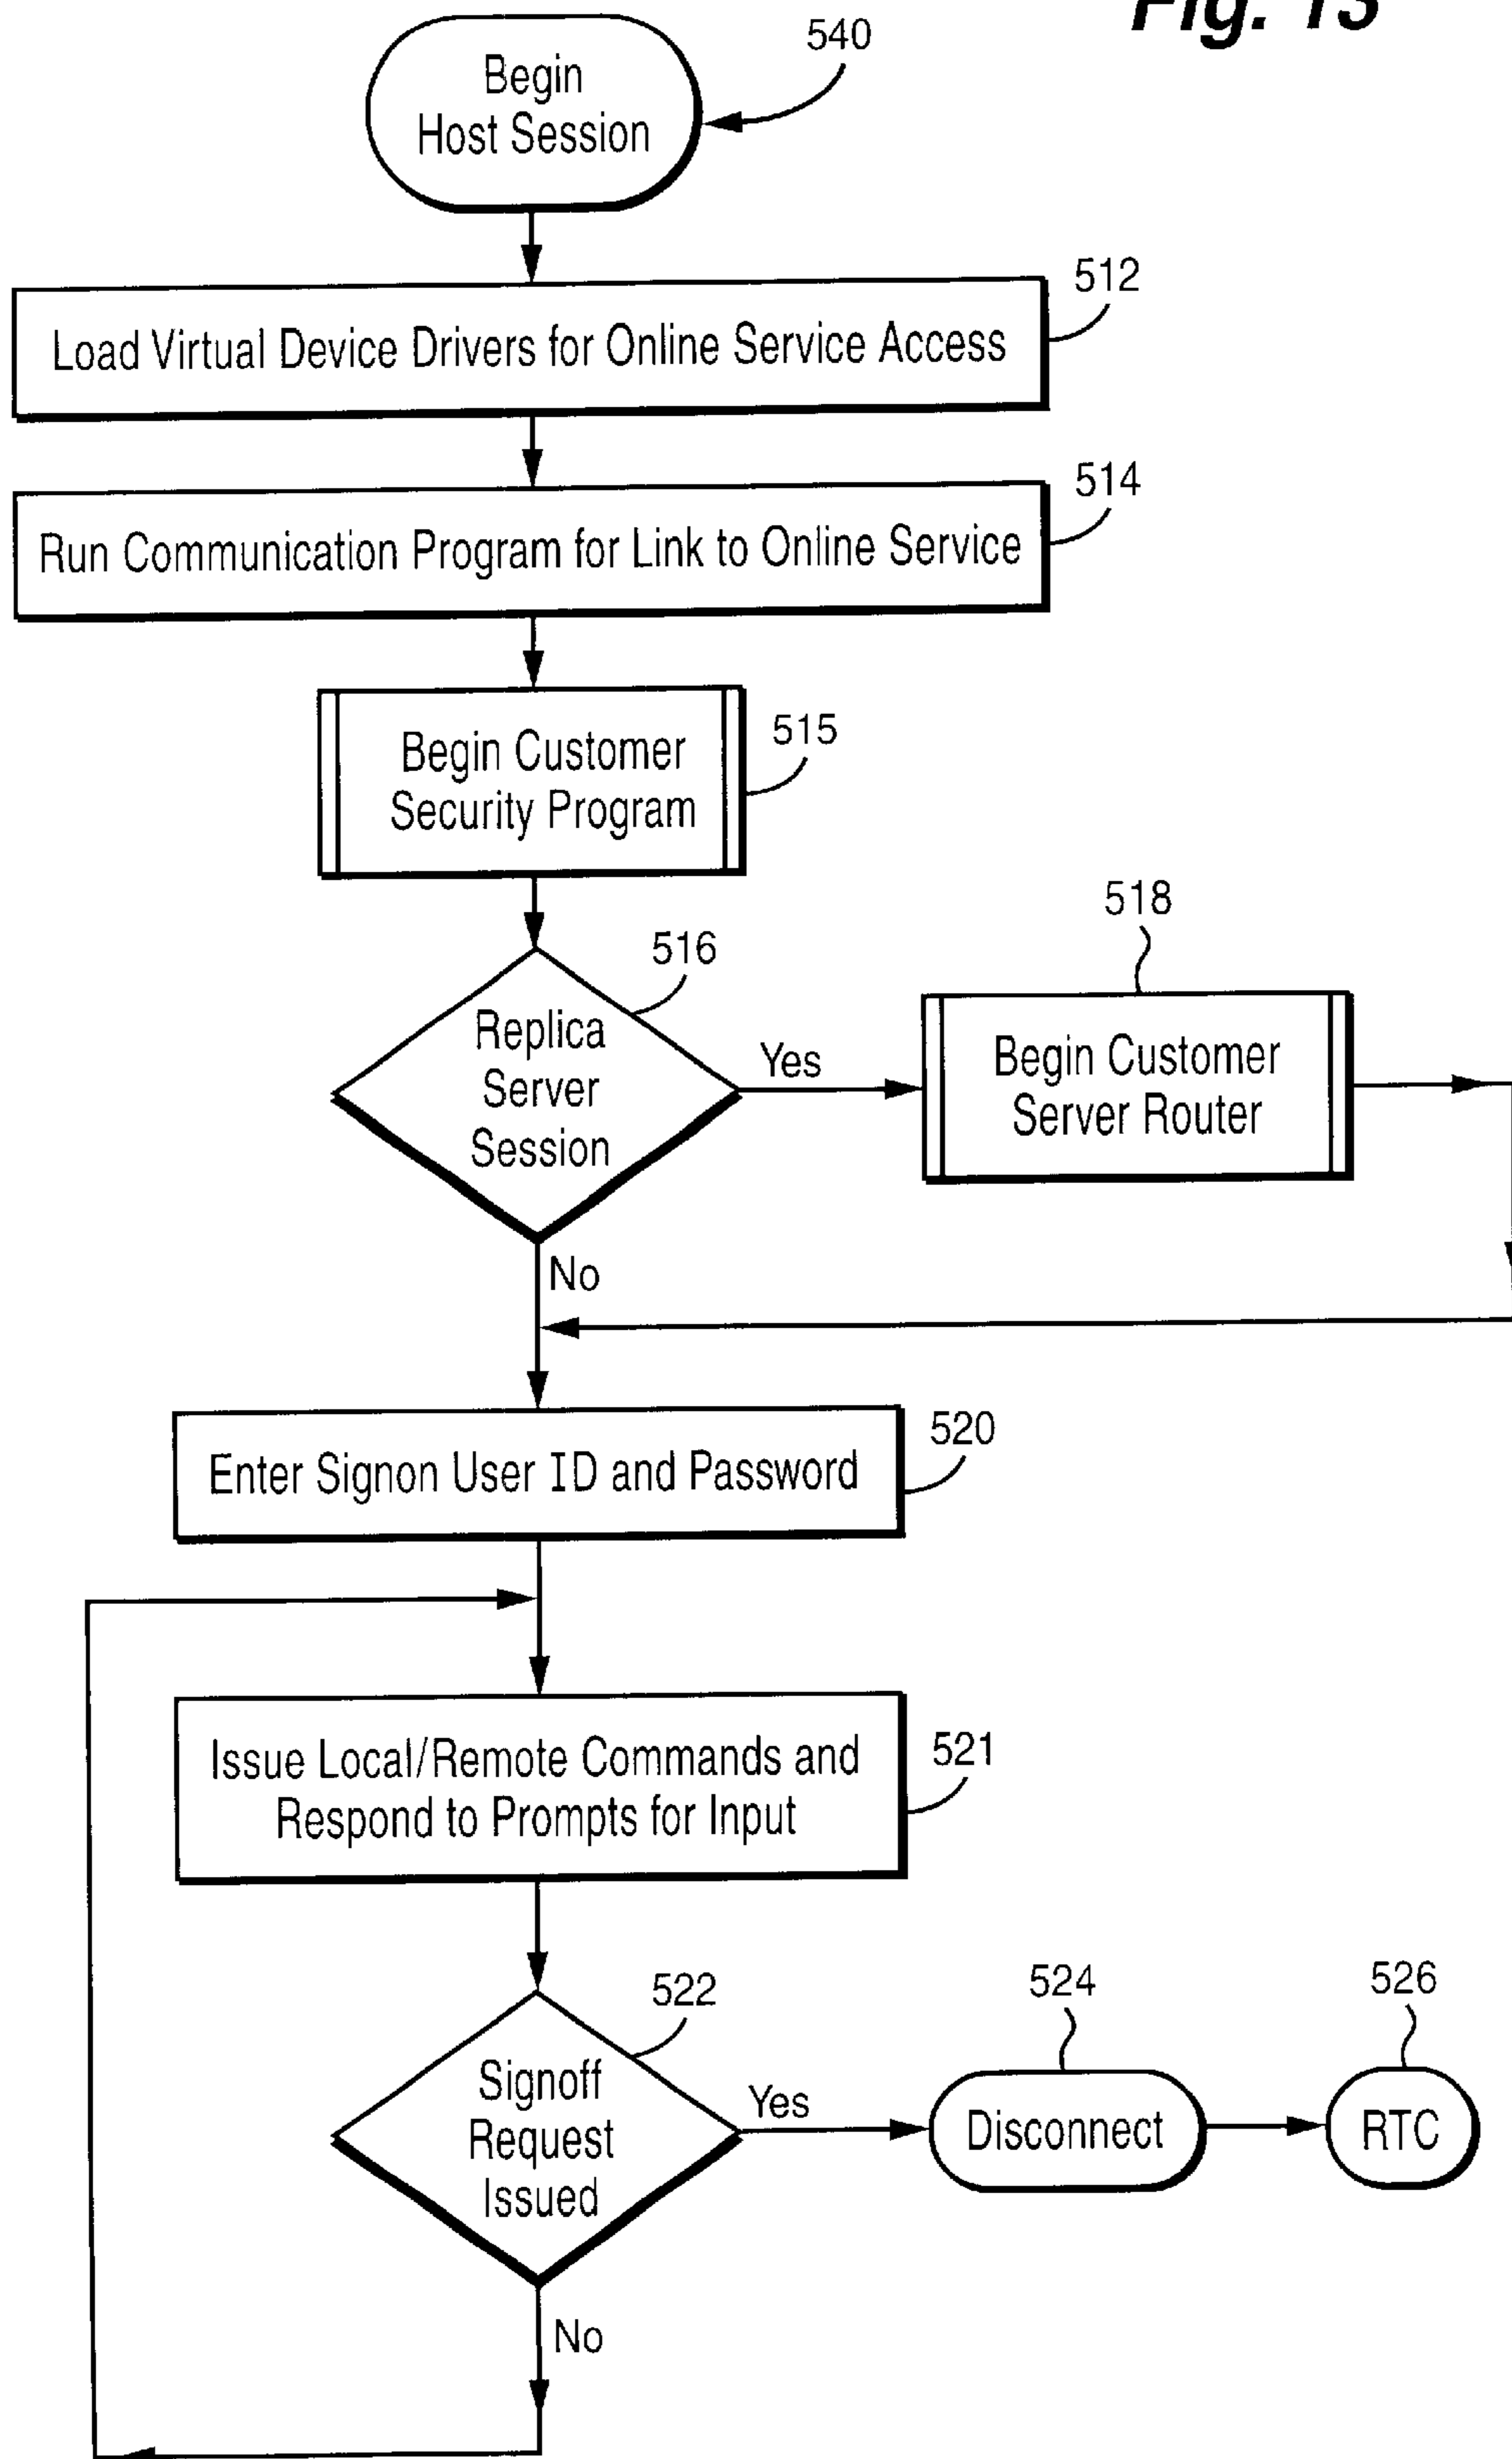 Fig. 13
540
Begin
Host Session
512
Load Virtual Device Drivers for Online Service Access
514
Run Communication Program for Link to Online Service
515
Begin Customer
Security Program
516
Replica
Server
Session
Yes
518
Begin Customer
Server Router
No
520
Enter Signon User ID and Password
521
Issue Local/Remote Commands and
Respond to Prompts for Input
522
Signoff
Request
Issued
Yes
524
Disconnect
526
RTC
No